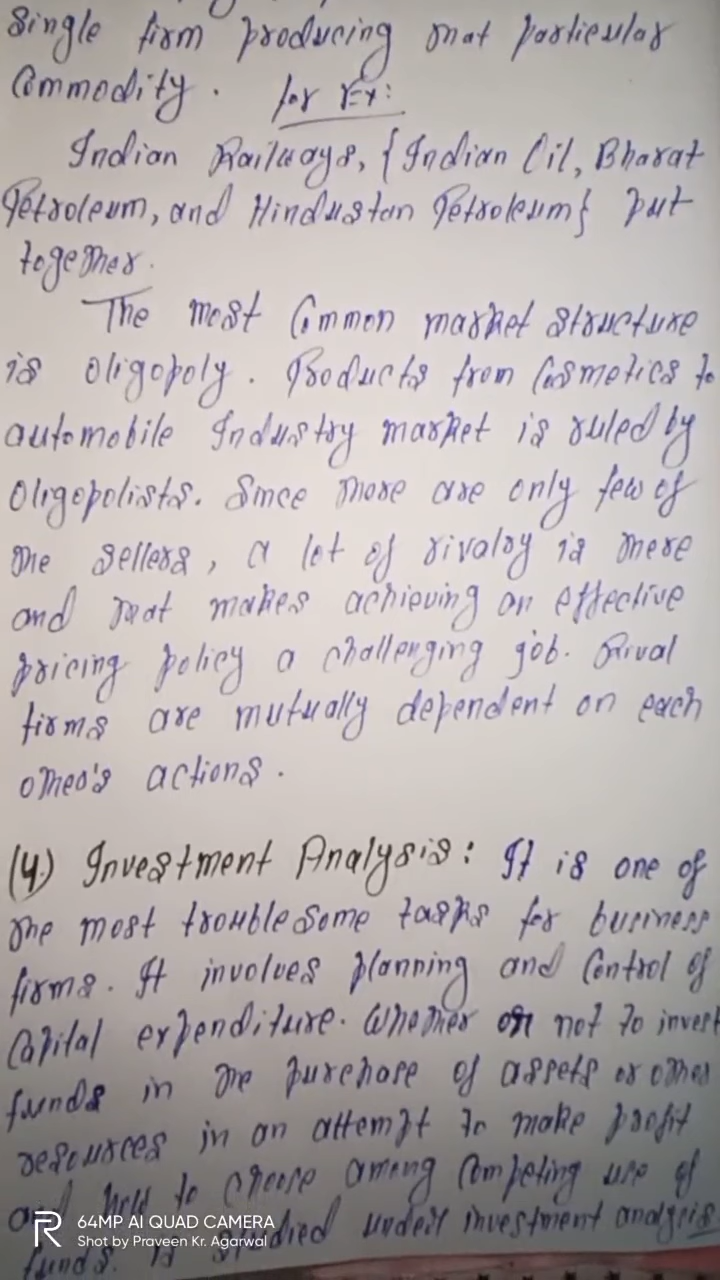 Single firm producing that particular
Commodity. for Ex:
Indian Railways, {Indian Oil, Bharat
Petroleum, and Hindustan Petroleum} put
together.
The most Common market structure
is oligopoly. Products from Cosmetics to
automobile Industry market is ruled by
Oligopolists. Since there are only few of
the sellers, a lot of rivalry is there
and that makes achieving an effective
pricing policy a challenging job. Rival
firms are mutually dependent on each
other's actions.
(4.) Investment Analysis: It is one of
the most troublesome tasks for business
firms. It involves planning and Control of
Capital expenditure. Whether or not to invest
funds in the purchase of assets or other
resources in an attempt to make profit
and how to choose among Competing use of
funds. is studied under investment analysis
64MP AI QUAD CAMERA
Shot by Praveen Kr. Agarwal